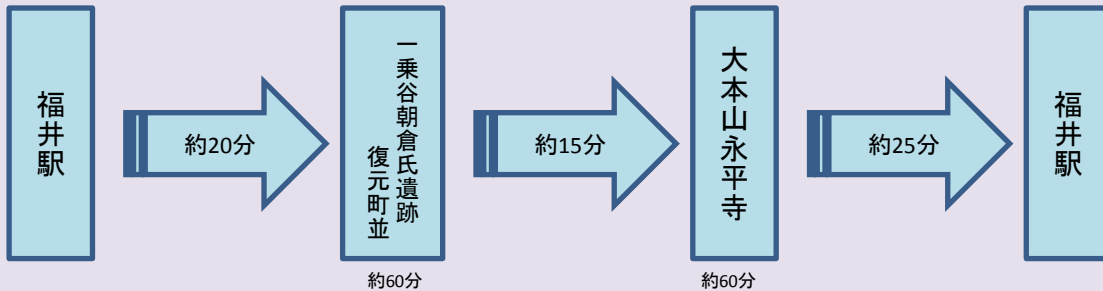 福井駅
約20分
一乗谷朝倉氏遺跡
復元町並
約60分
約15分
大本山永平寺
約60分
約25分
福井駅